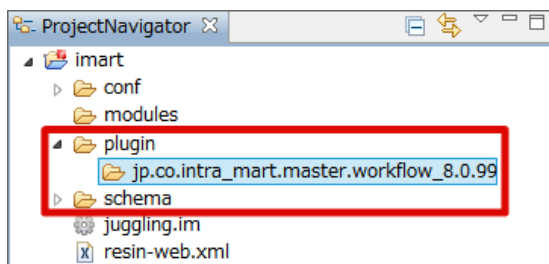 ProjectNavigator
imart
conf
modules
plugin
jp.co.intra_mart.master.workflow_8.0.99
schema
juggling.im
resin-web.xml